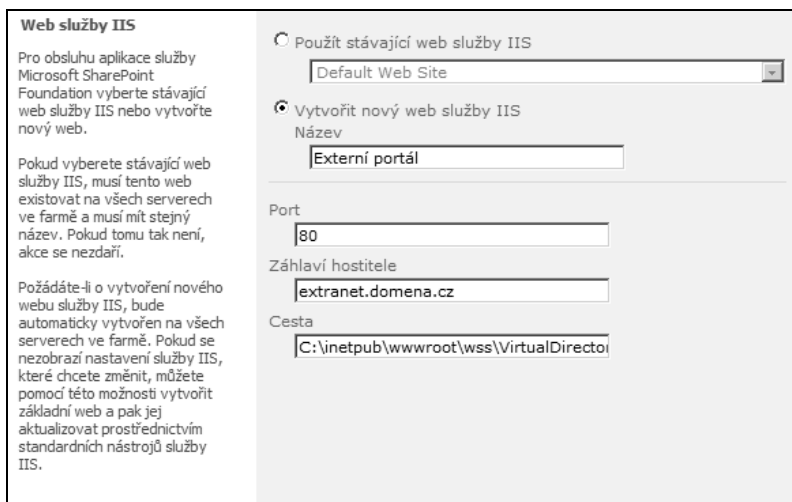 Web služby IIS
Pro obsluhu aplikace služby
Microsoft SharePoint
Foundation vyberte stávající
web služby IIS nebo vytvořte
nový web.
Pokud vyberete stávající web
služby IIS, musí tento web
existovat na všech serverech
ve farmě a musí mít stejný
název. Pokud tomu tak není,
akce se nezdaří.
Požádáte-li o vytvoření nového
webu služby IIS, bude
automaticky vytvořen na všech
serverech ve farmě. Pokud se
nezobrazí nastavení služby IIS,
které chcete změnit, můžete
pomocí této možnosti vytvořit
základní web a pak jej
aktualizovat prostřednictvím
standardních nástrojů služby
IIS.
Použít stávající web služby IIS
Default Web Site
Vytvořit nový web služby IIS
Název
Externí portál
Port
80
Záhlaví hostitele
extranet.domena.cz
Cesta
C:\inetpub\wwwroot\wss\VirtualDirector